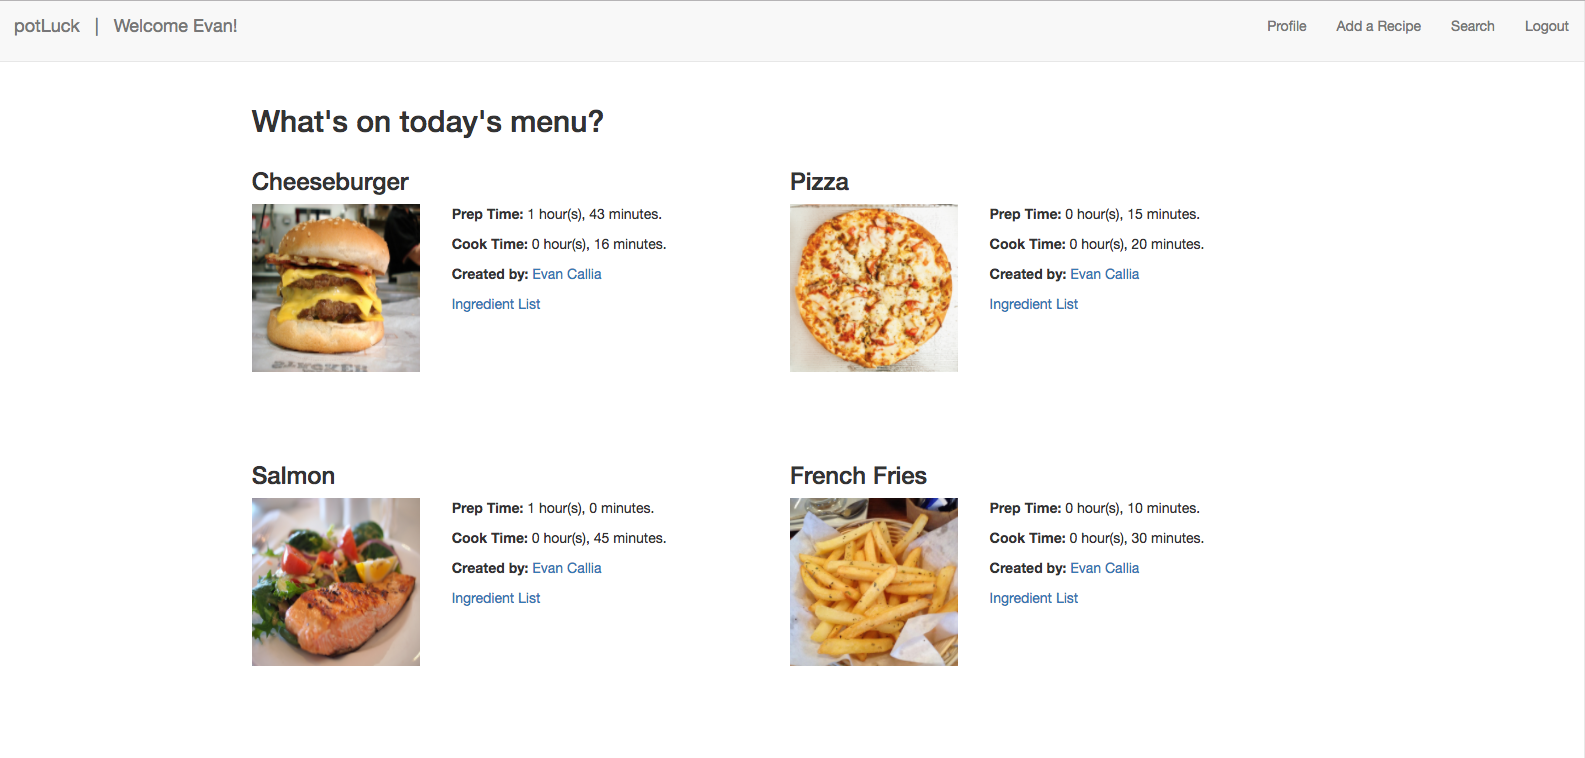 potLuck | Welcome Evan!
Profile
Add a Recipe
Search
Logout
What's on today's menu?
Cheeseburger
Prep Time: 1 hour(s), 43 minutes.
Cook Time: 0 hour(s), 16 minutes.
Created by: Evan Callia
Ingredient List
Pizza
Prep Time: 0 hour(s), 15 minutes.
Cook Time: 0 hour(s), 20 minutes.
Created by: Evan Callia
Ingredient List
Salmon
Prep Time: 1 hour(s), 0 minutes.
Cook Time: 0 hour(s), 45 minutes.
Created by: Evan Callia
Ingredient List
French Fries
Prep Time: 0 hour(s), 10 minutes.
Cook Time: 0 hour(s), 30 minutes.
Created by: Evan Callia
Ingredient List